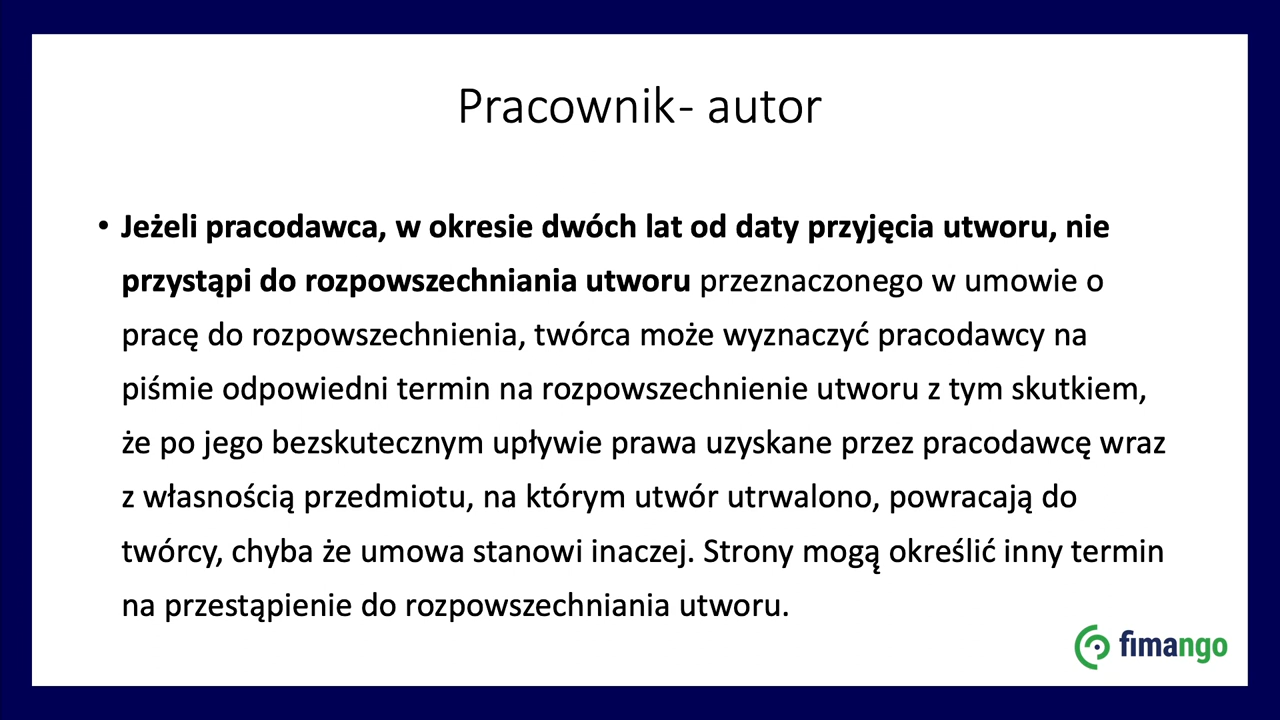 Pracownik- autor
• Jeżeli pracodawca, w okresie dwóch lat od daty przyjęcia utworu, nie
przystąpi do rozpowszechniania utworu przeznaczonego w umowie o
pracę do rozpowszechnienia, twórca może wyznaczyć pracodawcy na
piśmie odpowiedni termin na rozpowszechnienie utworu z tym skutkiem,
że po jego bezskutecznym upływie prawa uzyskane przez pracodawcę wraz
z własnością przedmiotu, na którym utwór utrwalono, powracają do
twórcy, chyba że umowa stanowi inaczej. Strony mogą określić inny termin
na przestąpienie do rozpowszechniania utworu.
fimango